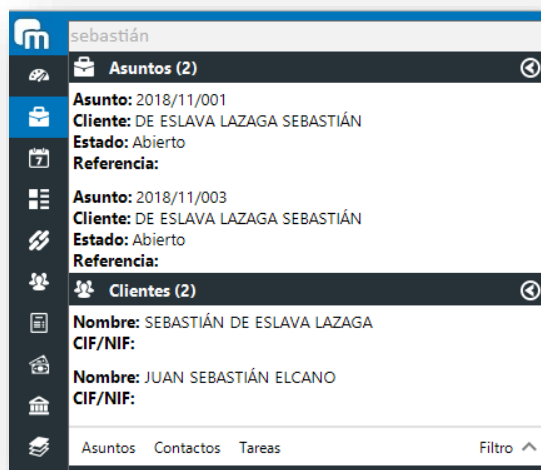 m
sebastián
Asuntos (2)
Asunto: 2018/11/001
Cliente: DE ESLAVA LAZAGA SEBASTIÁN
Estado: Abierto
Referencia:
Asunto: 2018/11/003
Cliente: DE ESLAVA LAZAGA SEBASTIÁN
Estado: Abierto
Referencia:
7
Clientes (2)
Nombre: SEBASTIÁN DE ESLAVA LAZAGA
CIF/NIF:
Nombre: JUAN SEBASTIÁN ELCANO
CIF/NIF:
Asuntos Contactos Tareas Filtro